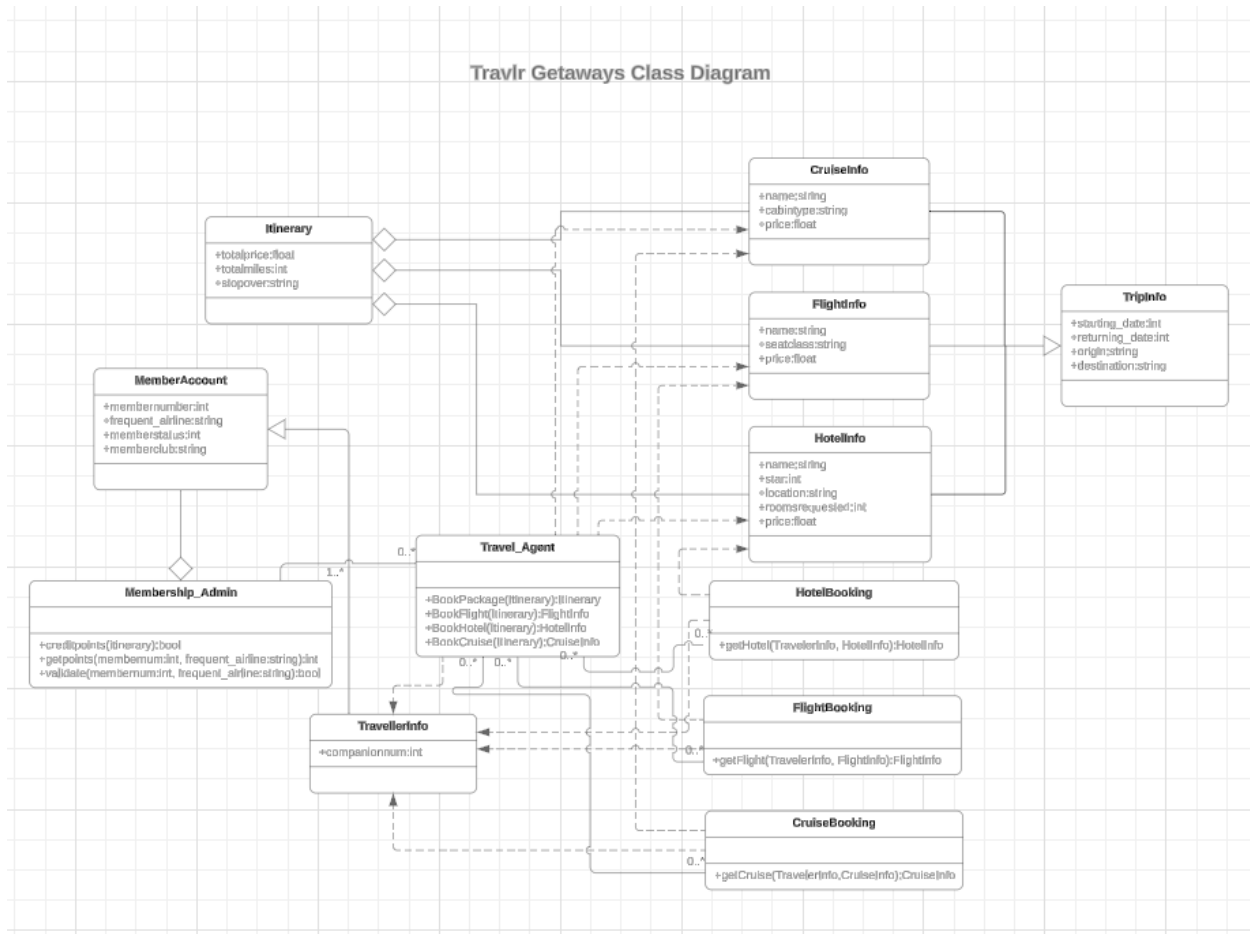 Travlr Getaways Class Diagram
CruiseInfo
+name:string
+cabintype:string
+price:float
Itinerary
+totalprice:float
+totalmiles:int
+stopover:string
FlightInfo
+name:string
+seatclass:string
+price:float
TripInfo
+starting_date:int
+returning_date:int
+origin:string
+destination:string
MemberAccount
+membernumber:int
+frequent_airline:string
+memberstatus:int
+memberclub:string
HotelInfo
+name:string
+star:int
+location:string
+roomsrequested:int
+price:float
Travel_Agent
+BookPackage(Itinerary):Itinerary
+BookFlight(Itinerary):FlightInfo
+BookHotel(Itinerary):HotelInfo
+BookCruise(Itinerary):CruiseInfo
0..*
1..*
Membership_Admin
+creditpoints(itinerary):bool
+getpoints(membernum:int, frequent_airline:string):int
+validate(membernum:int, frequent_airline:string):bool
HotelBooking
+getHotel(TravelerInfo, HotelInfo):HotelInfo
0..*
0..*
0..*
0..*
TravellerInfo
+companionnum:int
FlightBooking
+getFlight(TravelerInfo, FlightInfo):FlightInfo
0..*
CruiseBooking
+getCruise(TravelerInfo,CruiseInfo):CruiseInfo
0..*